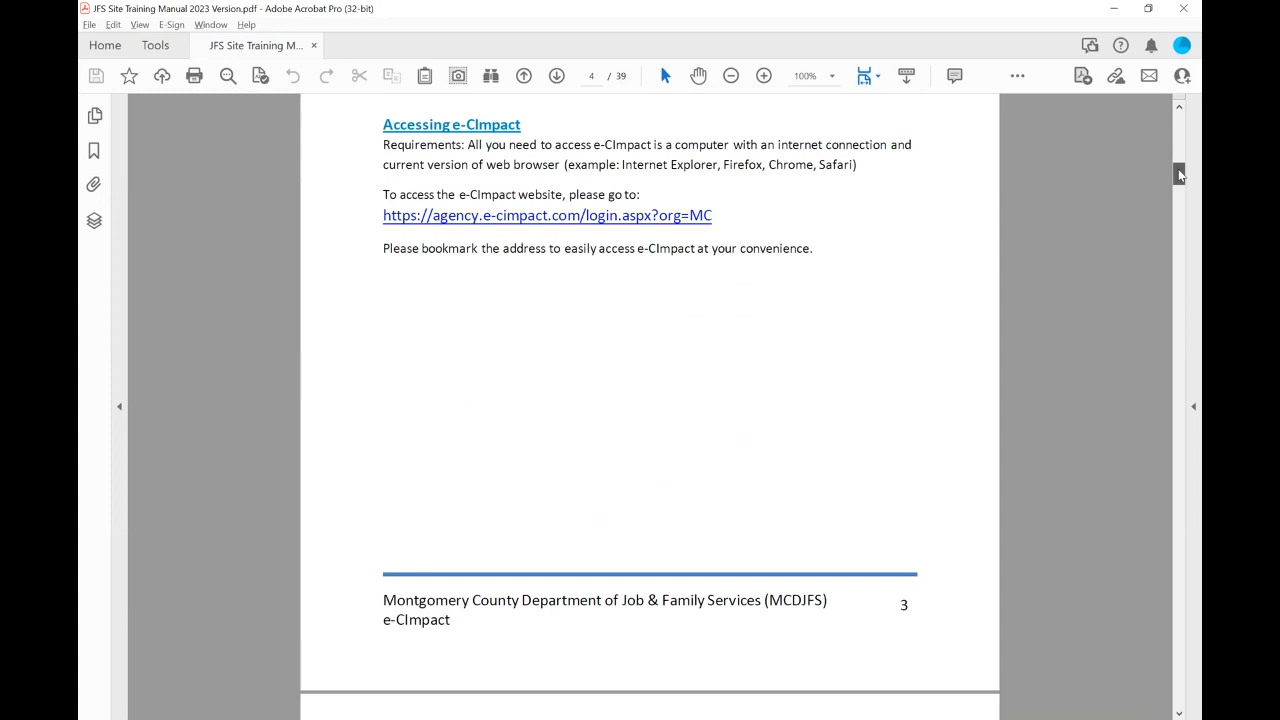 JFS Site Training Manual 2023 Version.pdf - Adobe Acrobat Pro (32-bit)
File Edit View E-Sign Window Help
Home Tools JFS Site Training M... ×
4 / 39 100%
Accessing e-CImpact
Requirements: All you need to access e-CImpact is a computer with an internet connection and
current version of web browser (example: Internet Explorer, Firefox, Chrome, Safari)
To access the e-CImpact website, please go to:
https://agency.e-cimpact.com/login.aspx?org=MC
Please bookmark the address to easily access e-CImpact at your convenience.
Montgomery County Department of Job & Family Services (MCDJFS) 3
e-CImpact